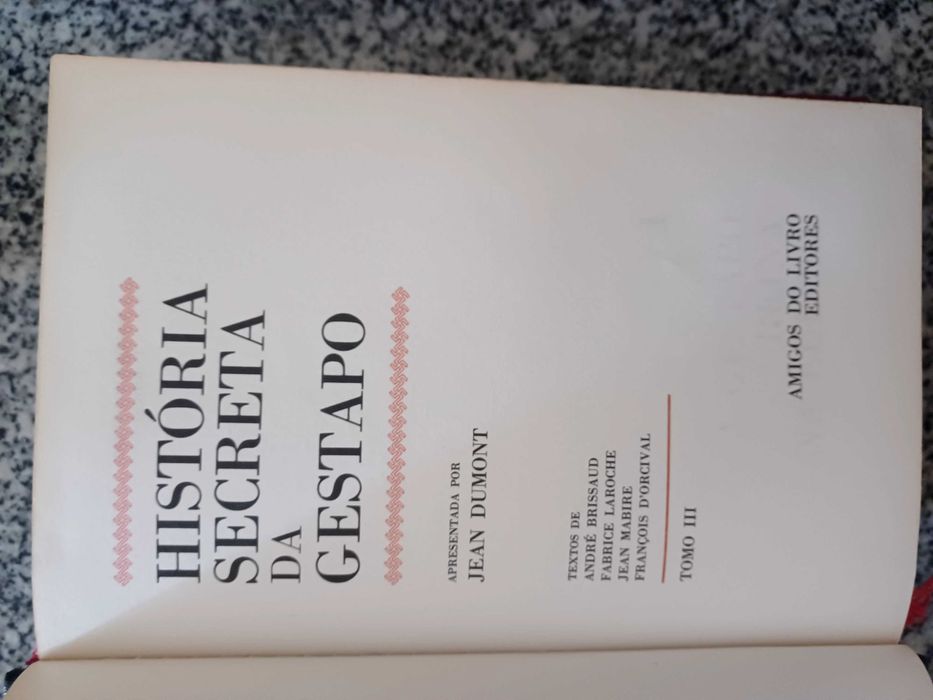 HISTÓRIA
SECRETA
DA
GESTAPO
APRESENTADA POR
JEAN DUMONT
TEXTOS DE
ANDRÉ BRISSAUD
FABRICE LAROCHE
JEAN MABIRE
FRANÇOIS D'ORCIVAL
TOMO III
AMIGOS DO LIVRO
EDITORES